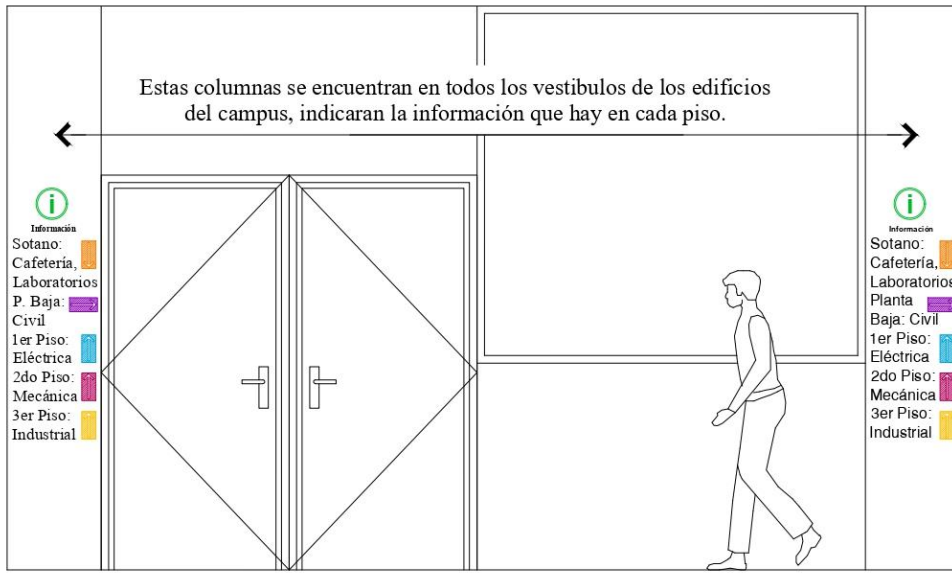 Estas columnas se encuentran en todos los vestibulos de los edificios
del campus, indicaran la información que hay en cada piso.
Información
Sotano:
Cafetería,
Laboratorios
P. Baja:
Civil
1er Piso:
Eléctrica
2do Piso:
Mecánica
3er Piso:
Industrial
Información
Sotano:
Cafetería,
Laboratorios
Planta
Baja: Civil
1er Piso:
Eléctrica
2do Piso:
Mecánica
3er Piso:
Industrial